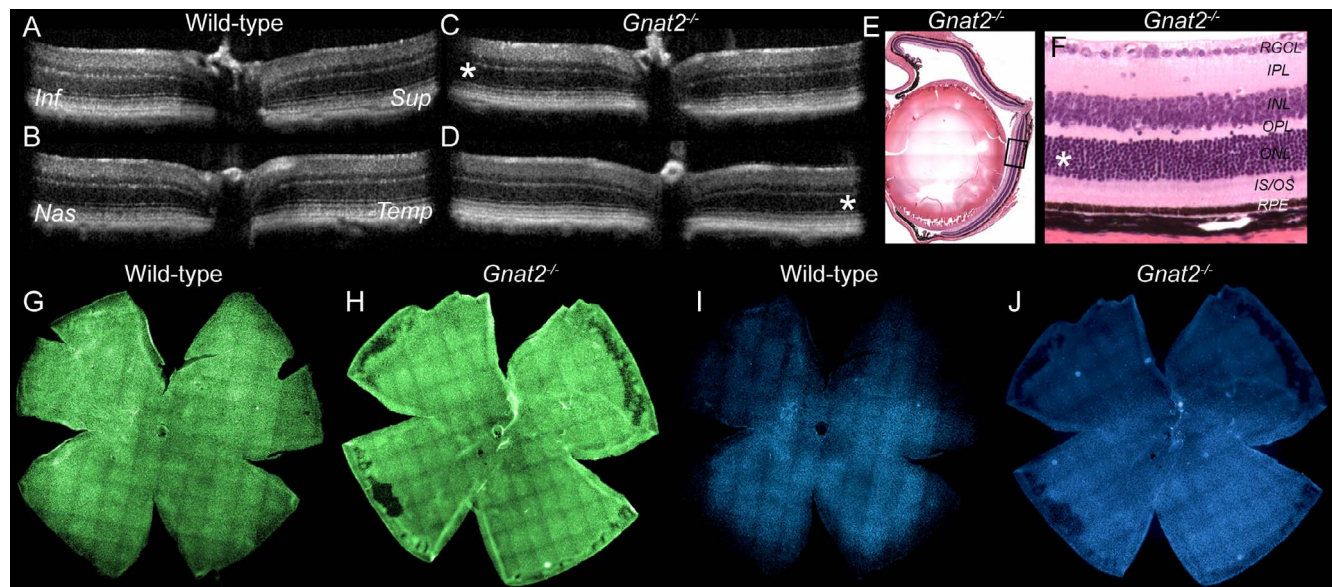 A Wild-type
Inf Sup
B
Nas Temp
C Gnat2-/-
*
D
*
E Gnat2-/-
F Gnat2-/-
RGCL
IPL
INL
OPL
ONL
*
IS/OS
RPE
G Wild-type
H Gnat2-/-
I Wild-type
J Gnat2-/-